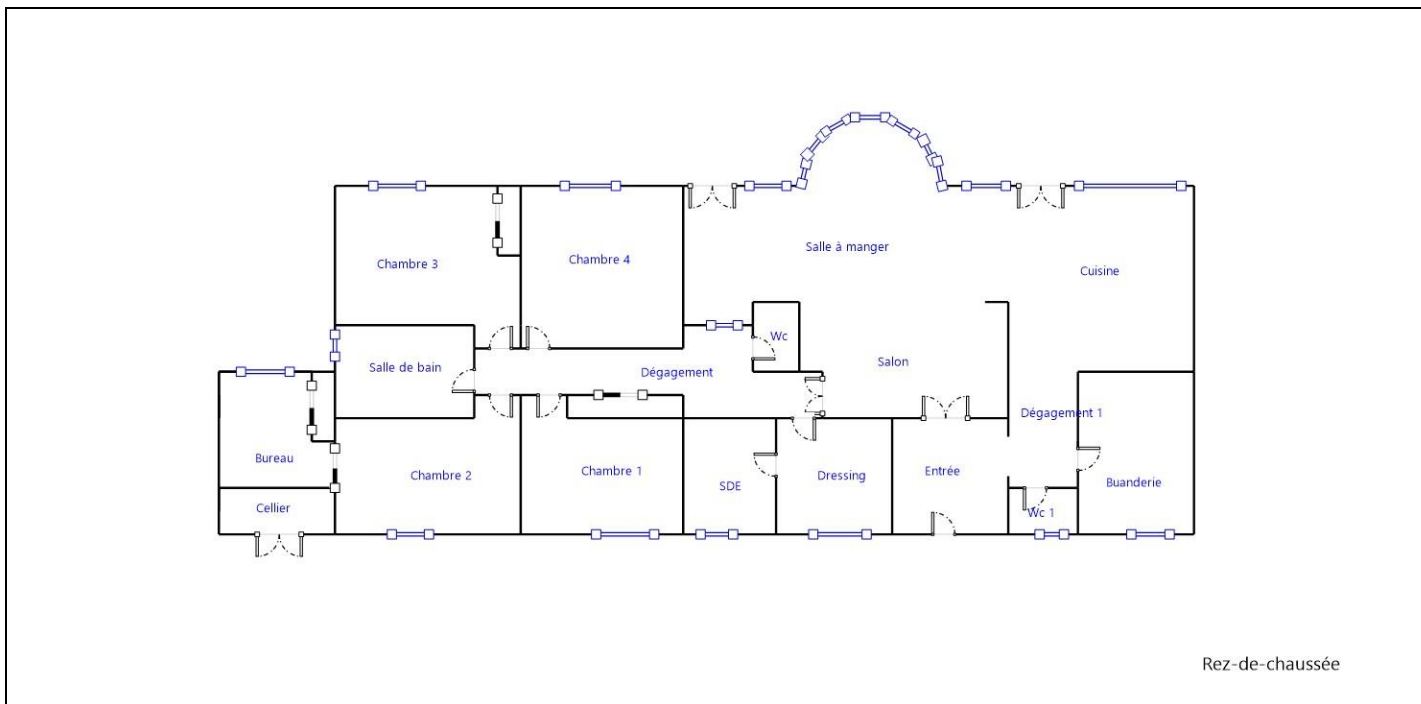 Salle à manger
Chambre 4
Chambre 3
Cuisine
Wc
Salle de bain
Dégagement
Salon
Dégagement 1
Bureau
Chambre 2
Chambre 1
SDE
Dressing
Entrée
Buanderie
Cellier
Wc 1
Rez-de-chaussée